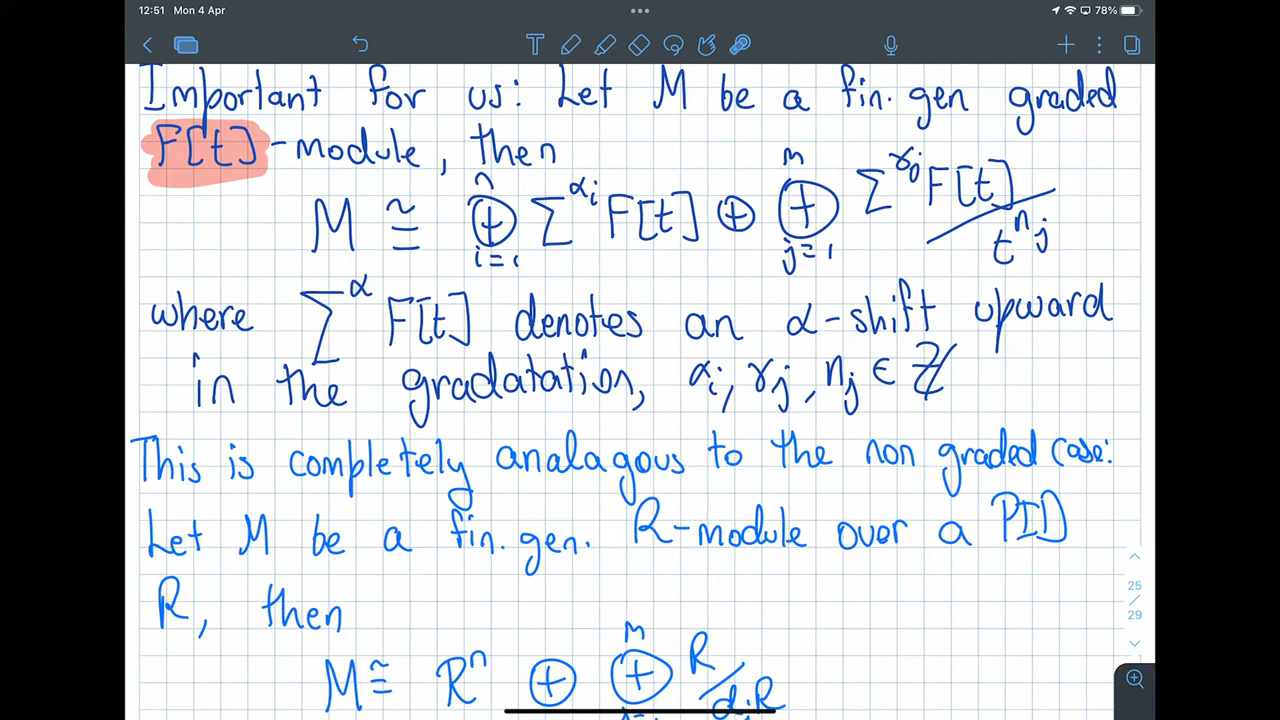 12:51 Mon 4 Apr
78%
Important for us: Let M be a fin. gen graded
F[t]-module, then
M ≅ ⊕_{i=1}^{n} Σ^{αi} F[t] ⊕ ⊕_{j=1}^{m} Σ^{γj} F[t] / t^{nj}
where Σ^α F[t] denotes an α-shift upward
in the gradatation, αi, γj, nj ∈ ℤ
This is completely analagous to the non graded case:
Let M be a fin. gen. R-module over a PID
R, then
M ≅ R^n ⊕ ⊕^{m} R / djR
25
/
29